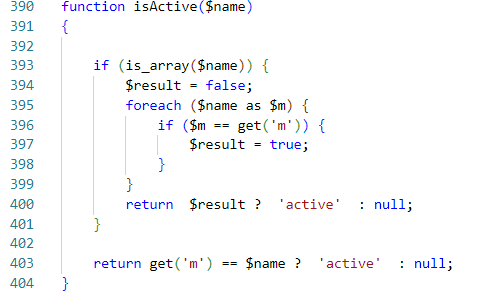 390 function isActive($name)
391 {
392
393     if (is_array($name)) {
394         $result = false;
395         foreach ($name as $m) {
396             if ($m == get('m')) {
397                 $result = true;
398             }
399         }
400         return  $result ?  'active'  : null;
401     }
402
403     return get('m') == $name ?  'active'  : null;
404 }